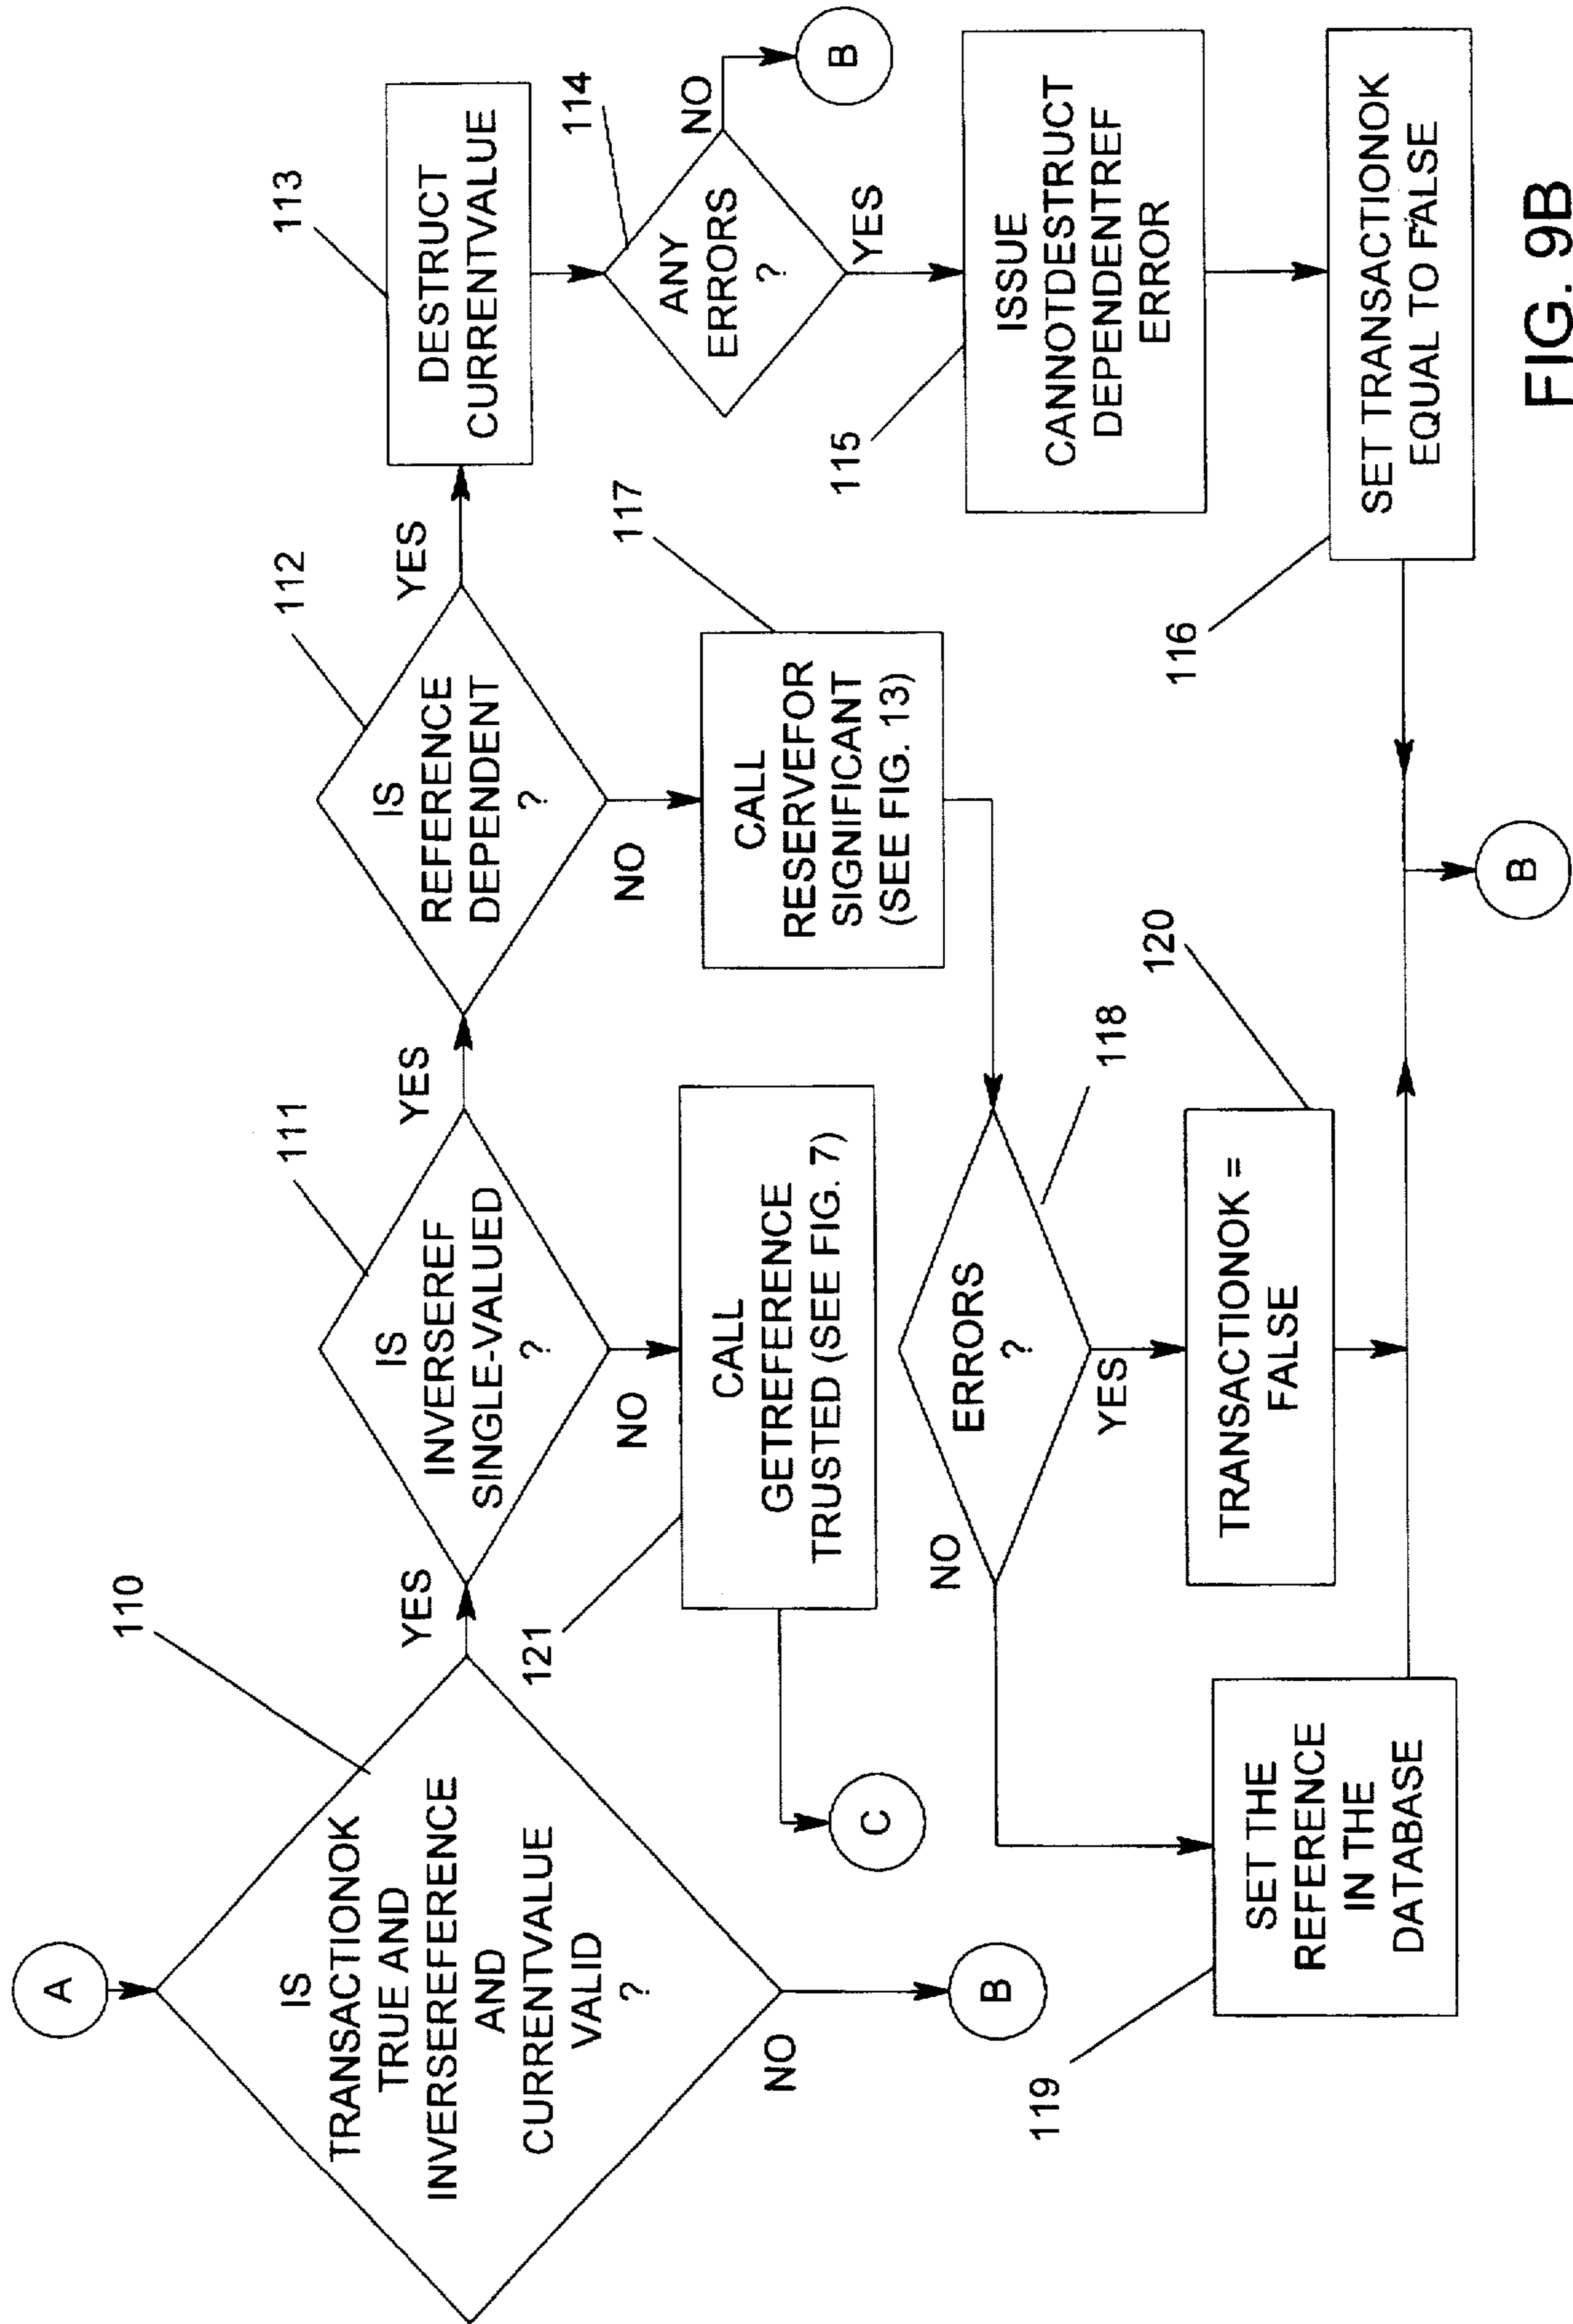 A
IS
TRANSACTIONOK
TRUE AND
INVERSEREFERENCE
AND
CURRENTVALUE
VALID
?
110
YES
NO
B
IS
INVERSEREF
SINGLE-VALUED
?
111
YES
NO
CALL
GETREFERENCE
TRUSTED (SEE FIG. 7)
121
C
IS
REFERENCE
DEPENDENT
?
112
YES
NO
DESTRUCT
CURRENTVALUE
113
ANY
ERRORS
?
114
NO
B
YES
ISSUE
CANNOTDESTRUCT
DEPENDENTREF
ERROR
115
SET TRANSACTIONOK
EQUAL TO FALSE
116
CALL
RESERVEFOR
SIGNIFICANT
(SEE FIG. 13)
117
ERRORS
?
118
NO
YES
SET THE
REFERENCE
IN THE
DATABASE
119
TRANSACTIONOK =
FALSE
120
B
FIG. 9B